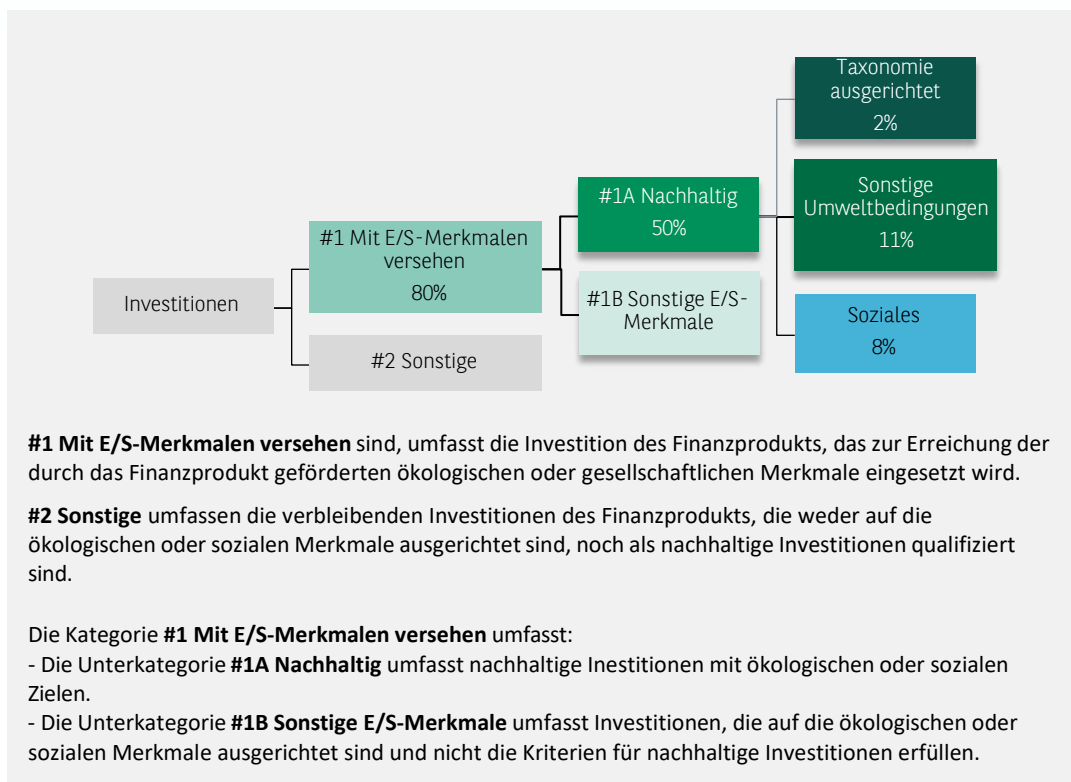 Taxonomie
ausgerichtet
2%
#1A Nachhaltig
50%
Sonstige
Umweltbedingungen
11%
#1 Mit E/S-Merkmalen
versehen
80%
Investitionen
#1B Sonstige E/S-
Merkmale
Soziales
8%
#2 Sonstige
#1 Mit E/S-Merkmalen versehen sind, umfasst die Investition des Finanzprodukts, das zur Erreichung der
durch das Finanzprodukt geförderten ökologischen oder gesellschaftlichen Merkmale eingesetzt wird.
#2 Sonstige umfassen die verbleibenden Investitionen des Finanzprodukts, die weder auf die
ökologischen oder sozialen Merkmale ausgerichtet sind, noch als nachhaltige Investitionen qualifiziert
sind.
Die Kategorie #1 Mit E/S-Merkmalen versehen umfasst:
- Die Unterkategorie #1A Nachhaltig umfasst nachhaltige Inestitionen mit ökologischen oder sozialen
Zielen.
- Die Unterkategorie #1B Sonstige E/S-Merkmale umfasst Investitionen, die auf die ökologischen oder
sozialen Merkmale ausgerichtet sind und nicht die Kriterien für nachhaltige Investitionen erfüllen.